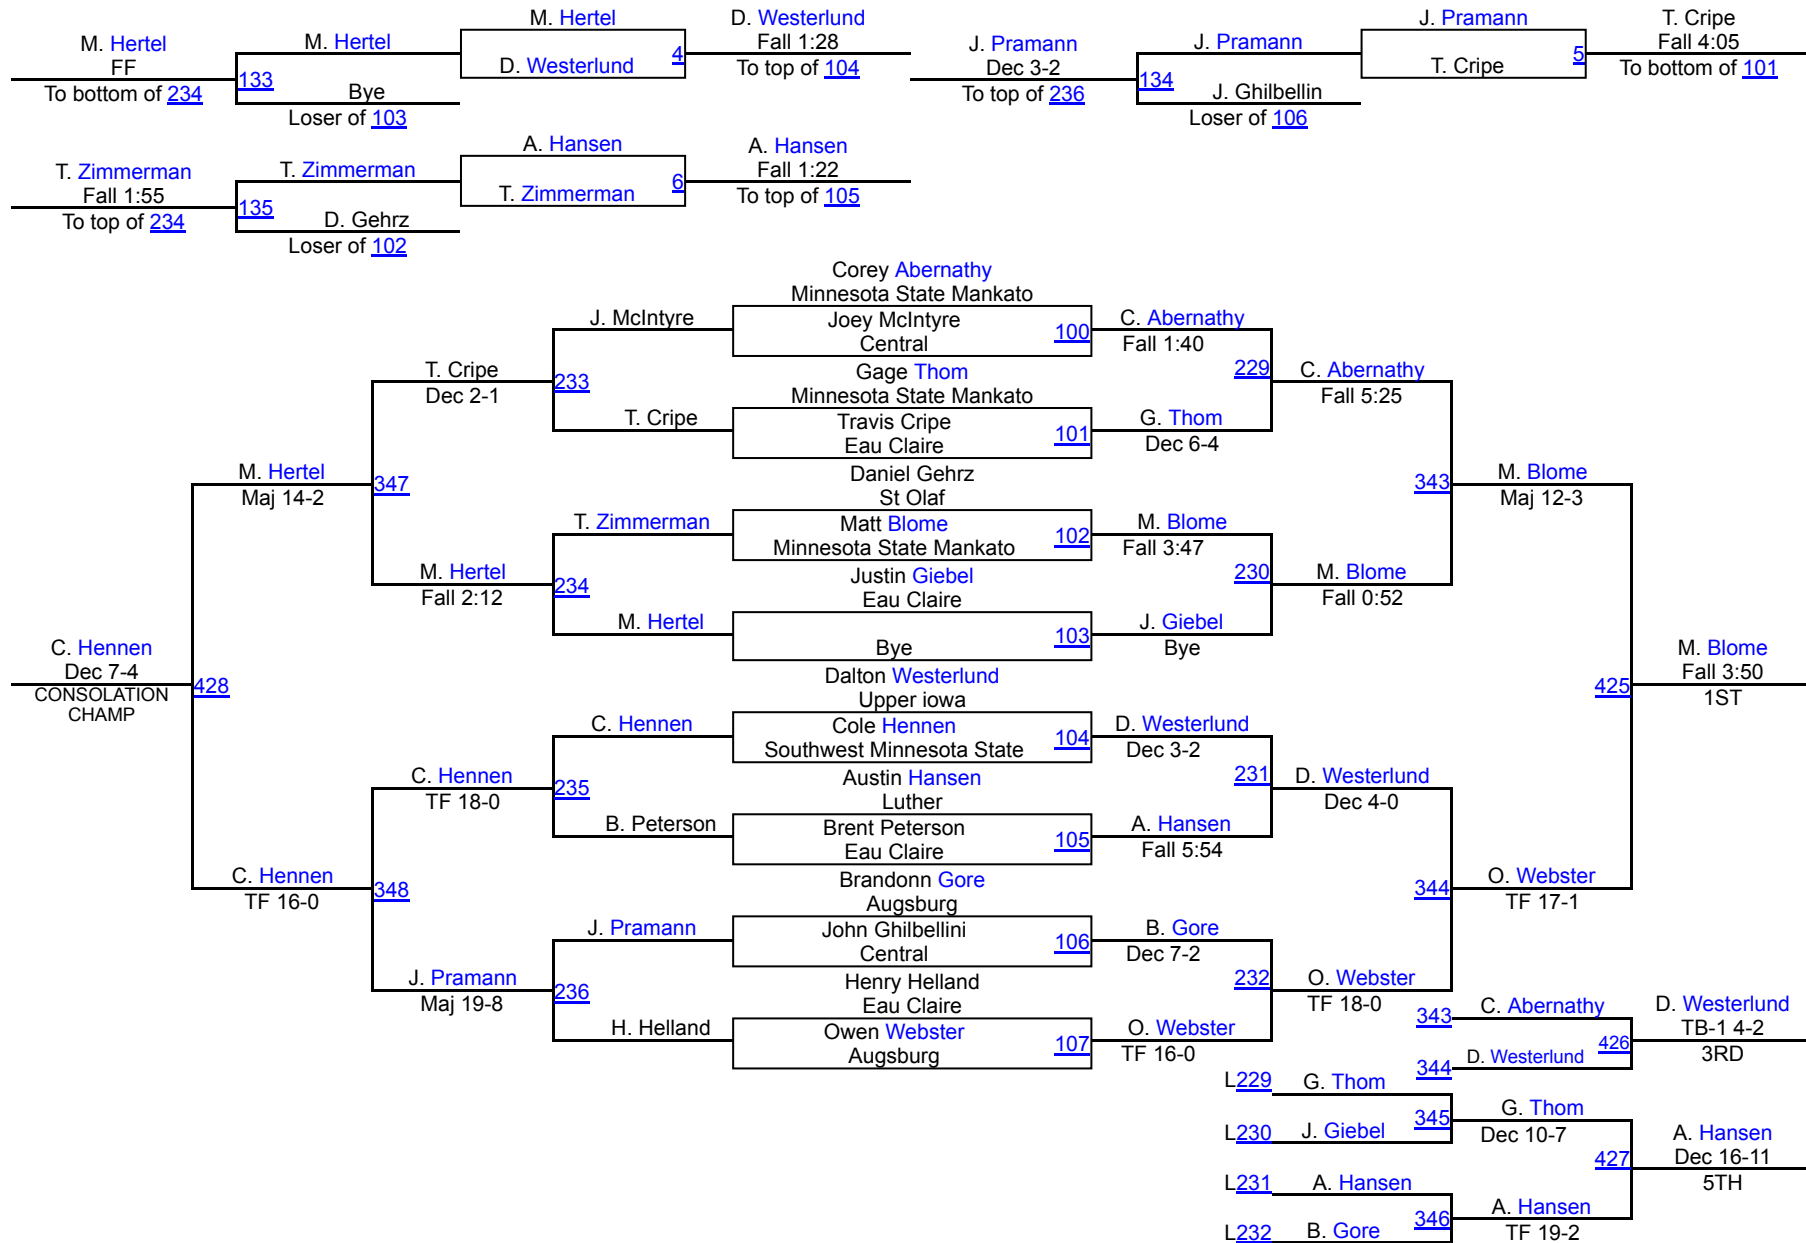 M. Hertel
D. Westerlund
J. Pramann
T. Cripe
M. Hertel
M. Hertel
Fall 1:28
J. Pramann
J. Pramann
Fall 4:05
FF
D. Westerlund
4
To top of 104
Dec 3-2
T. Cripe
5
To bottom of 101
To bottom of 234
133
Bye
To top of 236
134
J. Ghilbellin
Loser of 103
Loser of 106
A. Hansen
A. Hansen
T. Zimmerman
T. Zimmerman
Fall 1:22
Fall 1:55
T. Zimmerman
6
To top of 105
To top of 234
135
D. Gehrz
Loser of 102
Corey Abernathy
Minnesota State Mankato
J. McIntyre
Joey McIntyre
Central
100
C. Abernathy
Fall 1:40
T. Cripe
Dec 2-1
233
Gage Thom
Minnesota State Mankato
229
C. Abernathy
Fall 5:25
T. Cripe
Travis Cripe
Eau Claire
101
G. Thom
Dec 6-4
M. Hertel
Maj 14-2
347
Daniel Gehrz
St Olaf
343
M. Blome
Maj 12-3
T. Zimmerman
Matt Blome
Minnesota State Mankato
102
M. Blome
Fall 3:47
M. Hertel
Fall 2:12
234
Justin Giebel
Eau Claire
230
M. Blome
Fall 0:52
M. Hertel
Bye
103
J. Giebel
Bye
C. Hennen
Dec 7-4
CONSOLATION
CHAMP
428
Dalton Westerlund
Upper iowa
425
M. Blome
Fall 3:50
1ST
C. Hennen
Cole Hennen
Southwest Minnesota State
104
D. Westerlund
Dec 3-2
C. Hennen
TF 18-0
235
Austin Hansen
Luther
231
D. Westerlund
Dec 4-0
B. Peterson
Brent Peterson
Eau Claire
105
A. Hansen
Fall 5:54
C. Hennen
TF 16-0
348
Brandonn Gore
Augsburg
344
O. Webster
TF 17-1
J. Pramann
John Ghilbellini
Central
106
B. Gore
Dec 7-2
J. Pramann
Maj 19-8
236
Henry Helland
Eau Claire
232
O. Webster
TF 18-0
H. Helland
Owen Webster
Augsburg
107
O. Webster
TF 16-0
343
C. Abernathy
D. Westerlund
TB-1 4-2
3RD
426
344
D. Westerlund
L229
G. Thom
345
G. Thom
Dec 10-7
L230
J. Giebel
427
A. Hansen
Dec 16-11
5TH
L231
A. Hansen
346
A. Hansen
TF 19-2
L232
B. Gore